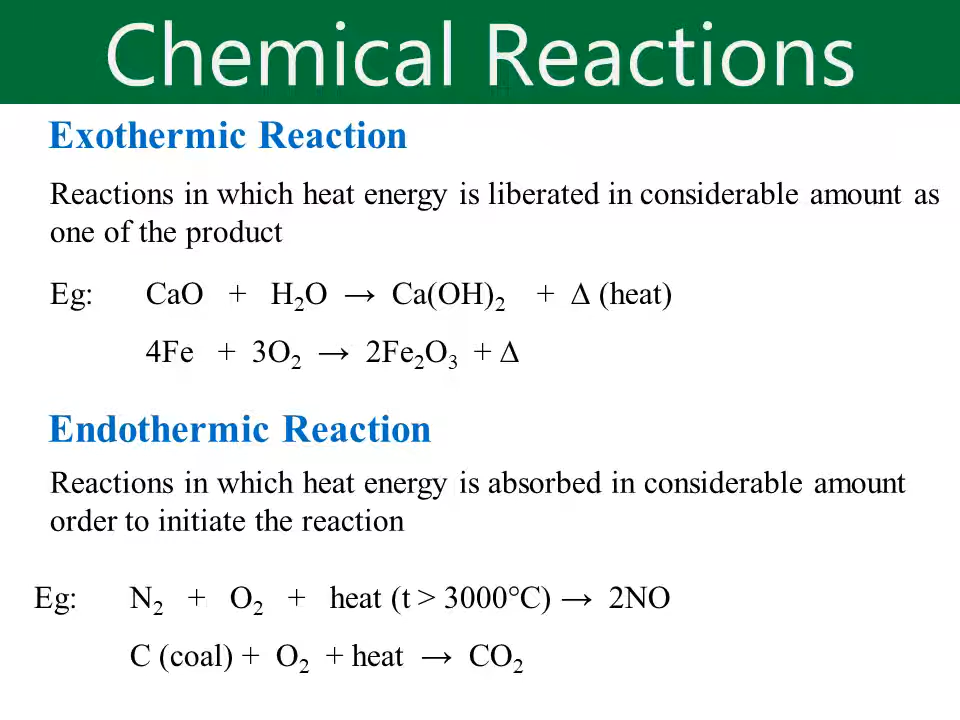 Chemical Reactions
Exothermic Reaction
Reactions in which heat energy is liberated in considerable amount as
one of the product
Eg: CaO + H₂O → Ca(OH)₂ + Δ (heat)
4Fe + 3O₂ → 2Fe₂O₃ + Δ
Endothermic Reaction
Reactions in which heat energy is absorbed in considerable amount
order to initiate the reaction
Eg: N₂ + O₂ + heat (t > 3000°C) → 2NO
C (coal) + O₂ + heat → CO₂